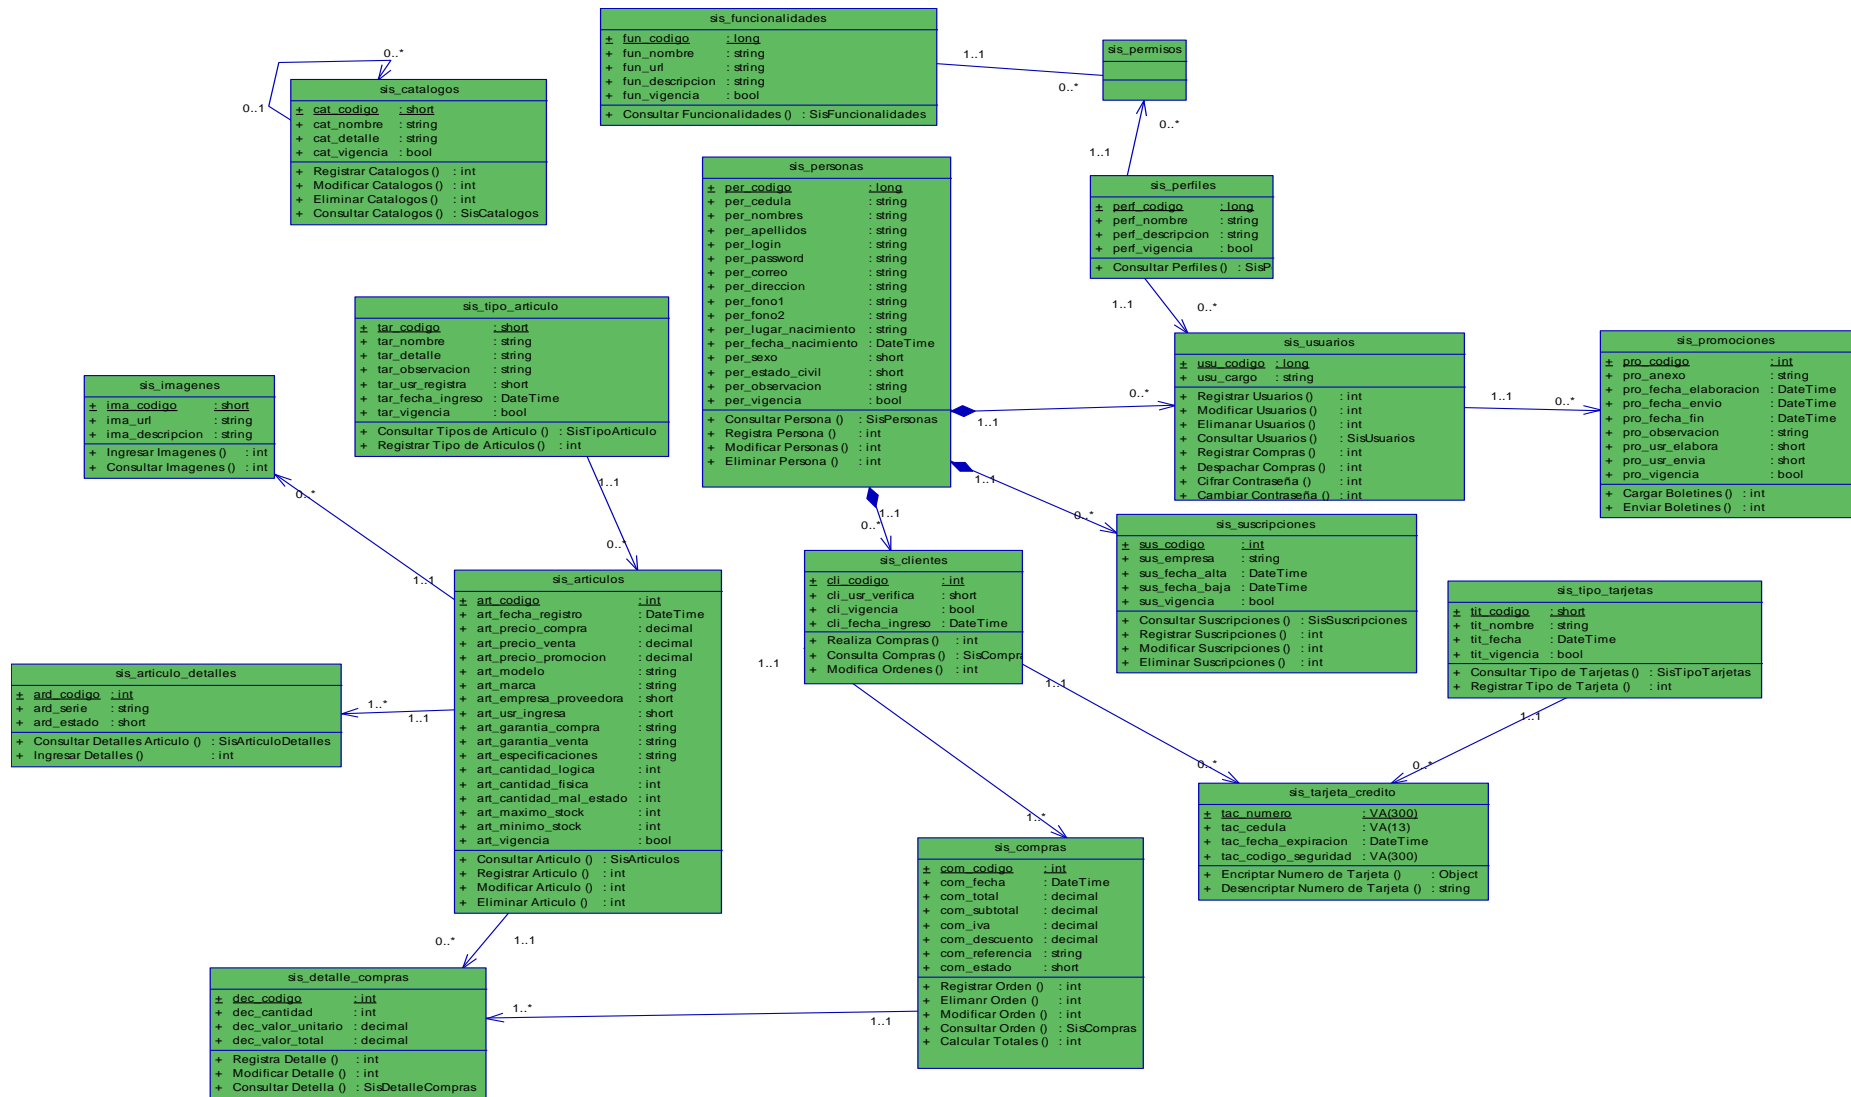 sis_funcionalidades
+ fun_codigo : long
+ fun_nombre : string
+ fun_url : string
+ fun_descripcion : string
+ fun_vigencia : bool
+ Consultar Funcionalidades () : SisFuncionalidades
1..1
0..*
sis_permisos
0..*
1..1
0..*
0..1
sis_catalogos
+ cat_codigo : short
+ cat_nombre : string
+ cat_detalle : string
+ cat_vigencia : bool
+ Registrar Catalogos () : int
+ Modificar Catalogos () : int
+ Eliminar Catalogos () : int
+ Consultar Catalogos () : SisCatalogos
sis_personas
+ per_codigo : long
+ per_cedula : string
+ per_nombres : string
+ per_apellidos : string
+ per_login : string
+ per_password : string
+ per_correo : string
+ per_direccion : string
+ per_fono1 : string
+ per_fono2 : string
+ per_lugar_nacimiento : string
+ per_fecha_nacimiento : DateTime
+ per_sexo : short
+ per_estado_civil : short
+ per_observacion : string
+ per_vigencia : bool
+ Consultar Persona () : SisPersonas
+ Registra Persona () : int
+ Modificar Personas () : int
+ Eliminar Persona () : int
sis_perfiles
+ perf_codigo : long
+ perf_nombre : string
+ perf_descripcion : string
+ perf_vigencia : bool
+ Consultar Perfiles () : SisP
1..1
0..*
sis_tipo_articulo
+ tar_codigo : short
+ tar_nombre : string
+ tar_detalle : string
+ tar_observacion : string
+ tar_usr_registra : short
+ tar_fecha_ingreso : DateTime
+ tar_vigencia : bool
+ Consultar Tipos de Articulo () : SisTipoArticulo
+ Registrar Tipo de Articulos () : int
1..1
0..*
sis_usuarios
+ usu_codigo : long
+ usu_cargo : string
+ Registrar Usuarios () : int
+ Modificar Usuarios () : int
+ Elimanar Usuarios () : int
+ Consultar Usuarios () : SisUsuarios
+ Registrar Compras () : int
+ Despachar Compras () : int
+ Cifrar Contraseña () : int
+ Cambiar Contraseña () : int
0..*
1..1
1..1
0..*
sis_promociones
+ pro_codigo : int
+ pro_anexo : string
+ pro_fecha_elaboracion : DateTime
+ pro_fecha_envio : DateTime
+ pro_fecha_fin : DateTime
+ pro_observacion : string
+ pro_usr_elabora : short
+ pro_usr_envia : short
+ pro_vigencia : bool
+ Cargar Boletines () : int
+ Enviar Boletines () : int
sis_imagenes
+ ima_codigo : short
+ ima_url : string
+ ima_descripcion : string
+ Ingresar Imagenes () : int
+ Consultar Imagenes () : int
0..*
1..1
1..1
0..*
1..1
0..*
sis_suscripciones
+ sus_codigo : int
+ sus_empresa : string
+ sus_fecha_alta : DateTime
+ sus_fecha_baja : DateTime
+ sus_vigencia : bool
+ Consultar Suscripciones () : SisSuscripciones
+ Registrar Suscripciones () : int
+ Modificar Suscripciones () : int
+ Eliminar Suscripciones () : int
sis_clientes
+ cli_codigo : int
+ cli_usr_verifica : short
+ cli_vigencia : bool
+ cli_fecha_ingreso : DateTime
+ Realiza Compras () : int
+ Consulta Compras () : SisCompra
+ Modifica Ordenes () : int
1..1
1..*
1..1
0..*
sis_tipo_tarjetas
+ tit_codigo : short
+ tit_nombre : string
+ tit_fecha : DateTime
+ tit_vigencia : bool
+ Consultar Tipo de Tarjetas () : SisTipoTarjetas
+ Registrar Tipo de Tarjeta () : int
1..1
0..*
sis_articulos
+ art_codigo : int
+ art_fecha_registro : DateTime
+ art_precio_compra : decimal
+ art_precio_venta : decimal
+ art_precio_promocion : decimal
+ art_modelo : string
+ art_marca : string
+ art_empresa_proveedora : short
+ art_usr_ingresa : short
+ art_garantia_compra : string
+ art_garantia_venta : string
+ art_especificaciones : string
+ art_cantidad_logica : int
+ art_cantidad_fisica : int
+ art_cantidad_mal_estado : int
+ art_maximo_stock : int
+ art_minimo_stock : int
+ art_vigencia : bool
+ Consultar Articulo () : SisArticulos
+ Registrar Articulo () : int
+ Modificar Articulo () : int
+ Eliminar Articulo () : int
sis_articulo_detalles
+ ard_codigo : int
+ ard_serie : string
+ ard_estado : short
+ Consultar Detalles Articulo () : SisArticuloDetalles
+ Ingresar Detalles () : int
1..*
1..1
sis_tarjeta_credito
+ tac_numero : VA(300)
+ tac_cedula : VA(13)
+ tac_fecha_expiracion : DateTime
+ tac_codigo_seguridad : VA(300)
+ Encriptar Numero de Tarjeta () : Object
+ Desencriptar Numero de Tarjeta () : string
sis_compras
+ com_codigo : int
+ com_fecha : DateTime
+ com_total : decimal
+ com_subtotal : decimal
+ com_iva : decimal
+ com_descuento : decimal
+ com_referencia : string
+ com_estado : short
+ Registrar Orden () : int
+ Elimanr Orden () : int
+ Modificar Orden () : int
+ Consultar Orden () : SisCompras
+ Calcular Totales () : int
0..*
1..1
1..*
1..1
sis_detalle_compras
+ dec_codigo : int
+ dec_cantidad : int
+ dec_valor_unitario : decimal
+ dec_valor_total : decimal
+ Registra Detalle () : int
+ Modificar Detalle () : int
+ Consultar Detella () : SisDetalleCompras